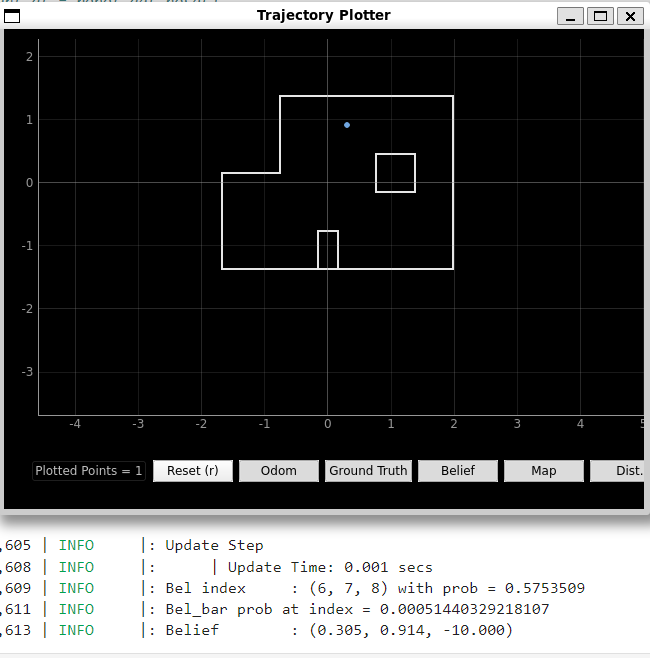 Trajectory Plotter
2
1
0
-1
-2
-3
-4 -3 -2 -1 0 1 2 3 4 5
Plotted Points = 1 Reset (r) Odom Ground Truth Belief Map Dist.
,605 | INFO |: Update Step
,608 | INFO |: | Update Time: 0.001 secs
,609 | INFO |: Bel index : (6, 7, 8) with prob = 0.5753509
,611 | INFO |: Bel_bar prob at index = 0.00051440329218107
,613 | INFO |: Belief : (0.305, 0.914, -10.000)